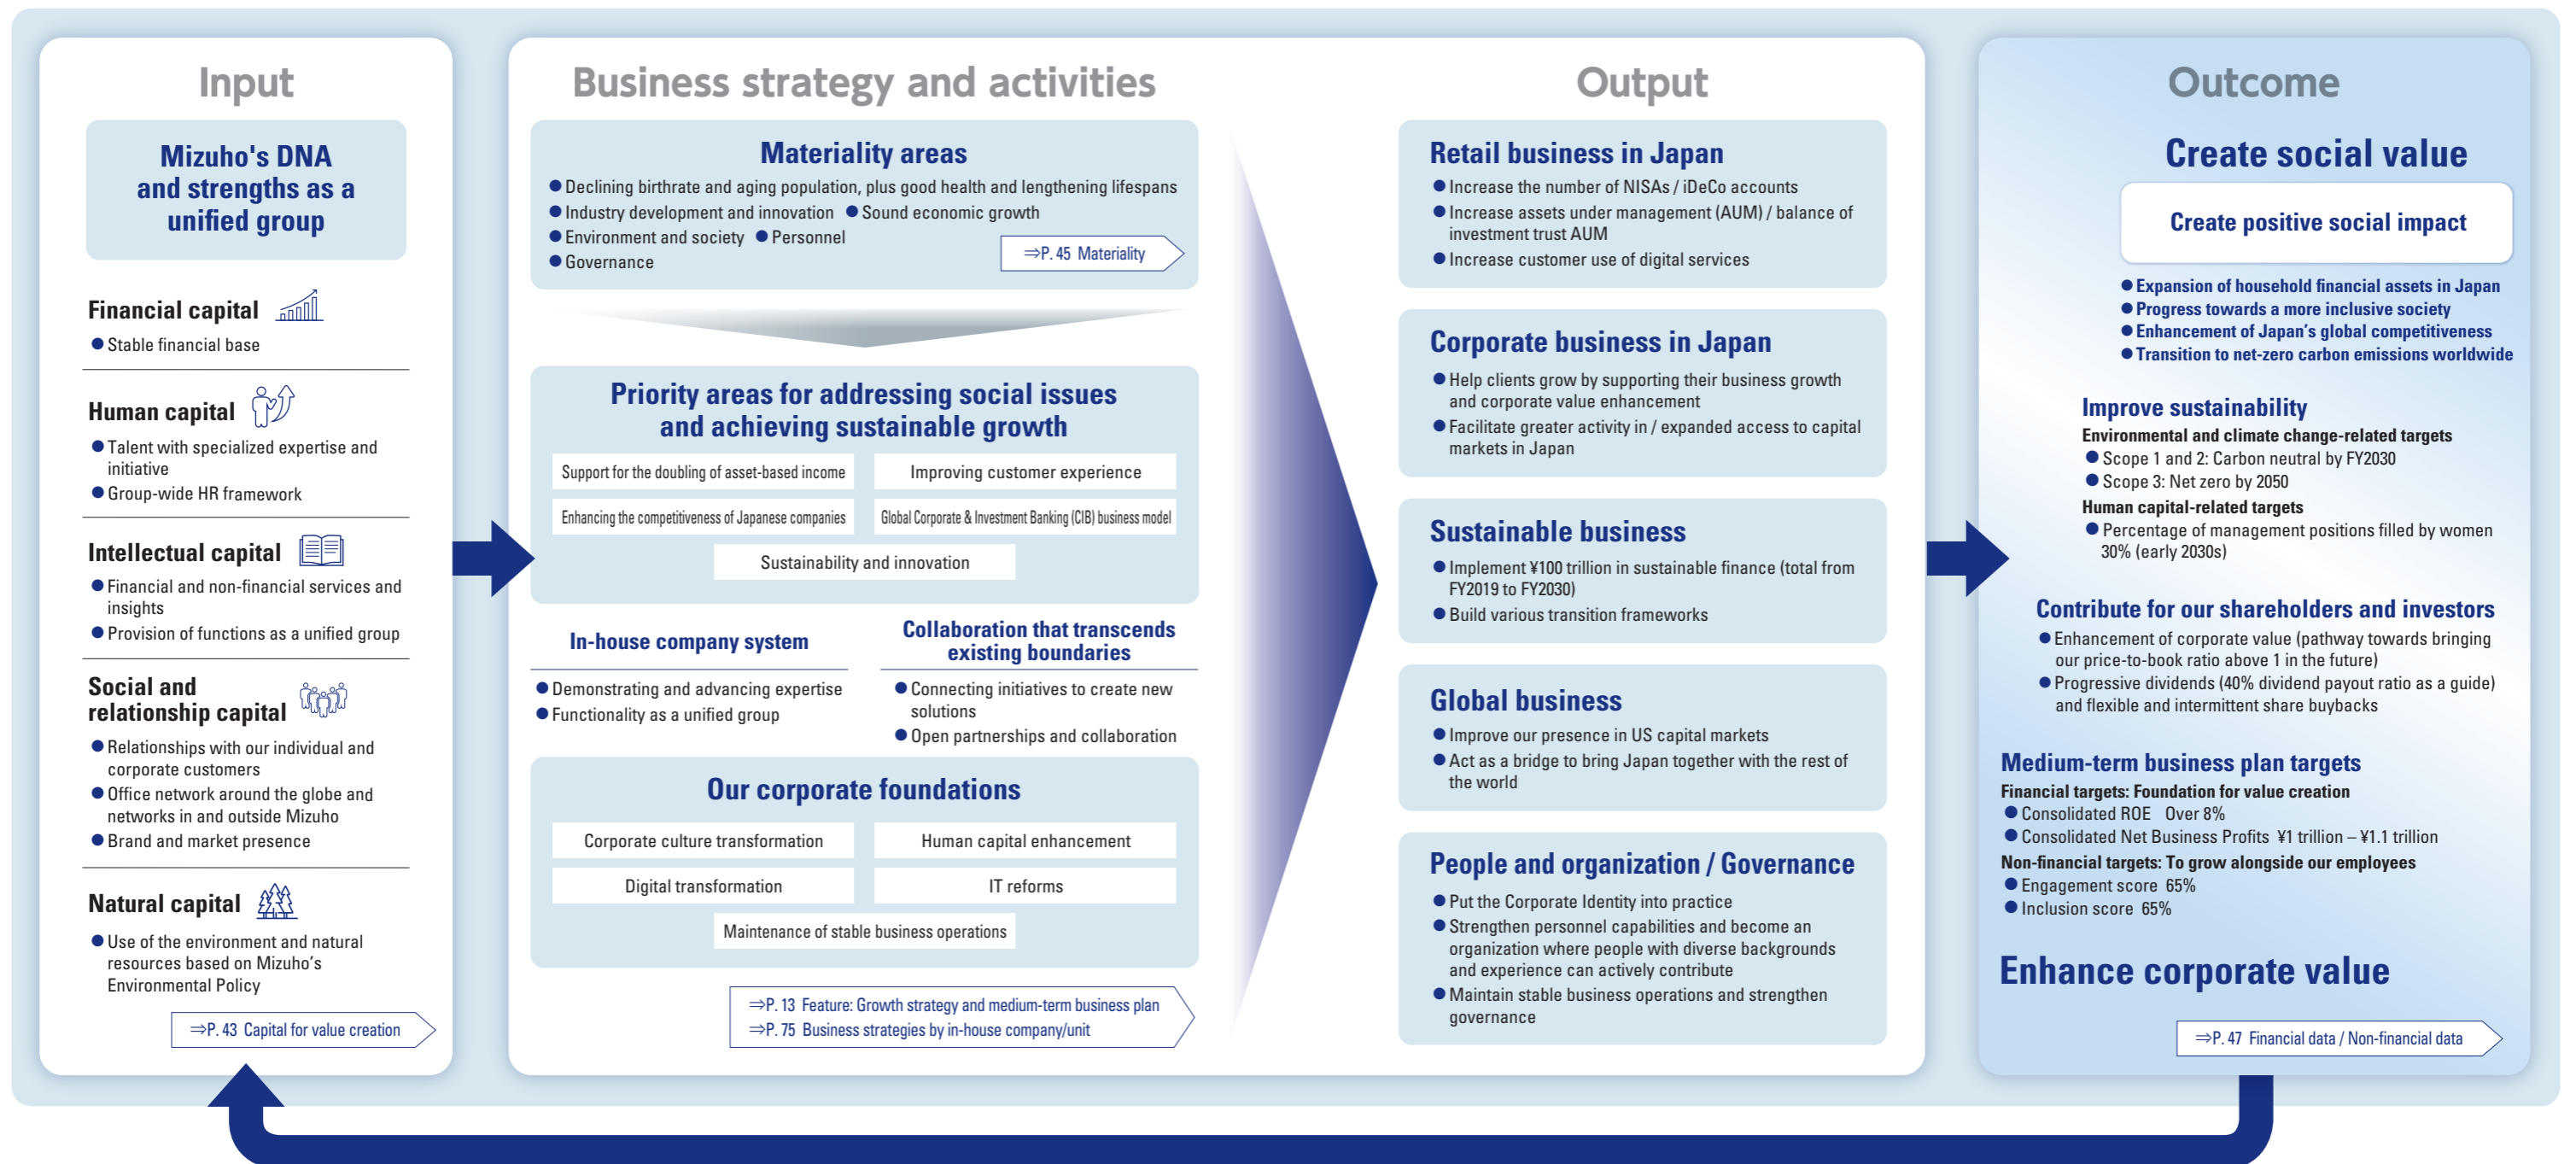 Input
Mizuho's DNA
and strengths as a
unified group
Financial capital
● Stable financial base
Human capital
● Talent with specialized expertise and
initiative
● Group-wide HR framework
Intellectual capital
● Financial and non-financial services and
insights
● Provision of functions as a unified group
Social and
relationship capital
● Relationships with our individual and
corporate customers
● Office network around the globe and
networks in and outside Mizuho
● Brand and market presence
Natural capital
● Use of the environment and natural
resources based on Mizuho's
Environmental Policy
⇒P. 43 Capital for value creation
Business strategy and activities
Materiality areas
● Declining birthrate and aging population, plus good health and lengthening lifespans
● Industry development and innovation ● Sound economic growth
● Environment and society ● Personnel
● Governance
⇒P. 45 Materiality
Priority areas for addressing social issues
and achieving sustainable growth
Support for the doubling of asset-based income
Improving customer experience
Enhancing the competitiveness of Japanese companies
Global Corporate & Investment Banking (CIB) business model
Sustainability and innovation
In-house company system
● Demonstrating and advancing expertise
● Functionality as a unified group
Collaboration that transcends
existing boundaries
● Connecting initiatives to create new
solutions
● Open partnerships and collaboration
Our corporate foundations
Corporate culture transformation
Human capital enhancement
Digital transformation
IT reforms
Maintenance of stable business operations
⇒P. 13 Feature: Growth strategy and medium-term business plan
⇒P. 75 Business strategies by in-house company/unit
Output
Retail business in Japan
● Increase the number of NISAs / iDeCo accounts
● Increase assets under management (AUM) / balance of
investment trust AUM
● Increase customer use of digital services
Corporate business in Japan
● Help clients grow by supporting their business growth
and corporate value enhancement
● Facilitate greater activity in / expanded access to capital
markets in Japan
Sustainable business
● Implement ¥100 trillion in sustainable finance (total from
FY2019 to FY2030)
● Build various transition frameworks
Global business
● Improve our presence in US capital markets
● Act as a bridge to bring Japan together with the rest of
the world
People and organization / Governance
● Put the Corporate Identity into practice
● Strengthen personnel capabilities and become an
organization where people with diverse backgrounds
and experience can actively contribute
● Maintain stable business operations and strengthen
governance
Outcome
Create social value
Create positive social impact
● Expansion of household financial assets in Japan
● Progress towards a more inclusive society
● Enhancement of Japan's global competitiveness
● Transition to net-zero carbon emissions worldwide
Improve sustainability
Environmental and climate change-related targets
● Scope 1 and 2: Carbon neutral by FY2030
● Scope 3: Net zero by 2050
Human capital-related targets
● Percentage of management positions filled by women
30% (early 2030s)
Contribute for our shareholders and investors
● Enhancement of corporate value (pathway towards bringing
our price-to-book ratio above 1 in the future)
● Progressive dividends (40% dividend payout ratio as a guide)
and flexible and intermittent share buybacks
Medium-term business plan targets
Financial targets: Foundation for value creation
● Consolidated ROE Over 8%
● Consolidated Net Business Profits ¥1 trillion – ¥1.1 trillion
Non-financial targets: To grow alongside our employees
● Engagement score 65%
● Inclusion score 65%
Enhance corporate value
⇒P. 47 Financial data / Non-financial data